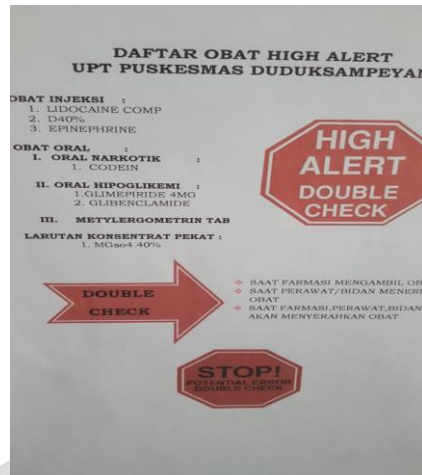 DAFTAR OBAT HIGH ALERT
UPT PUSKESMAS DUDUKSAMPEYAN
OBAT INJEKSI :
1. LIDOCAINE COMP
2. D40%
3. EPINEPHRINE
OBAT ORAL :
I. ORAL NARKOTIK :
1. CODEIN
II. ORAL HIPOGLIKEMI :
1.GLIMEPIRIDE 4MG
2. GLIBENCLAMIDE
III. METYLERGOMETRIN TAB
LARUTAN KONSENTRAT PEKAT :
1. MGso4 40%
HIGH
ALERT
DOUBLE
CHECK
DOUBLE
CHECK
SAAT FARMASI MENGAMBIL
SAAT PERAWAT/BIDAN
OBAT
SAAT FARMASI,PERAWAT,BIDAN
AKAN MENYERAHKAN OBAT
STOP!
POTENTIAL ERROR
DOUBLE CHECK